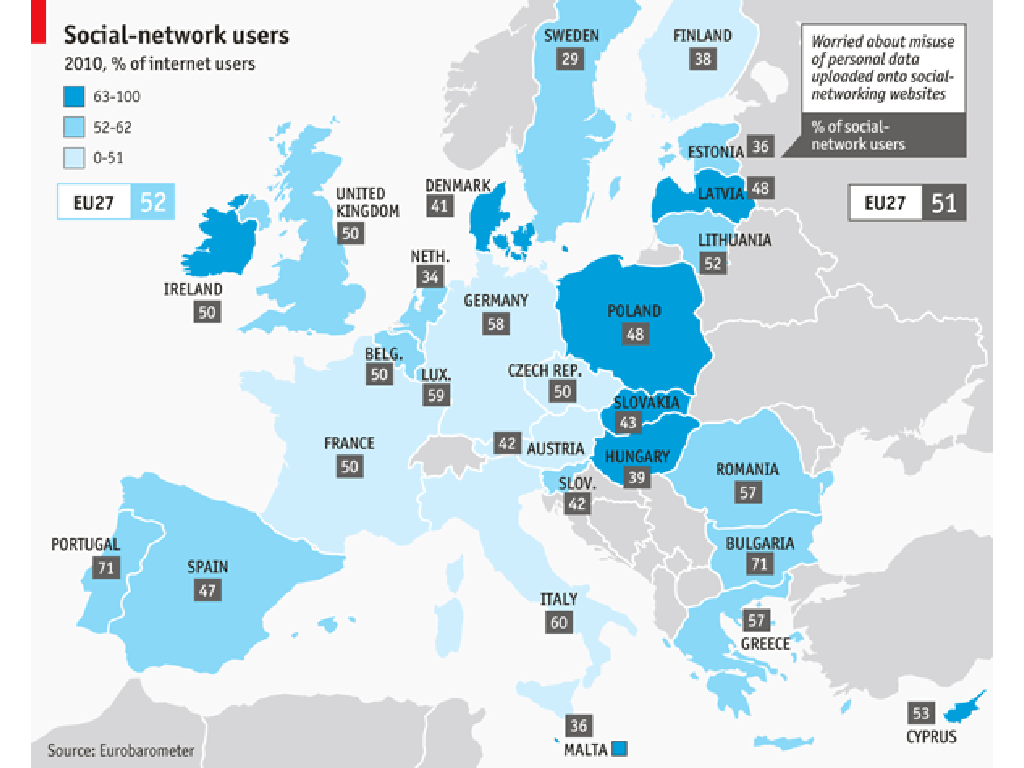 Social-network users
2010, % of internet users
63-100
52-62
0-51
EU27 52
Worried about misuse
of personal data
uploaded onto social-
networking websites
% of social-
network users
EU27 51
SWEDEN
29
FINLAND
38
ESTONIA 36
LATVIA 48
LITHUANIA
52
DENMARK
41
UNITED
KINGDOM
50
IRELAND
50
NETH.
34
GERMANY
58
POLAND
48
BELG.
50
LUX.
59
CZECH REP.
50
SLOVAKIA
43
FRANCE
50
42 AUSTRIA
HUNGARY
39
SLOV.
42
ROMANIA
57
BULGARIA
71
PORTUGAL
71
SPAIN
47
ITALY
60
57
GREECE
36
MALTA
53
CYPRUS
Source: Eurobarometer